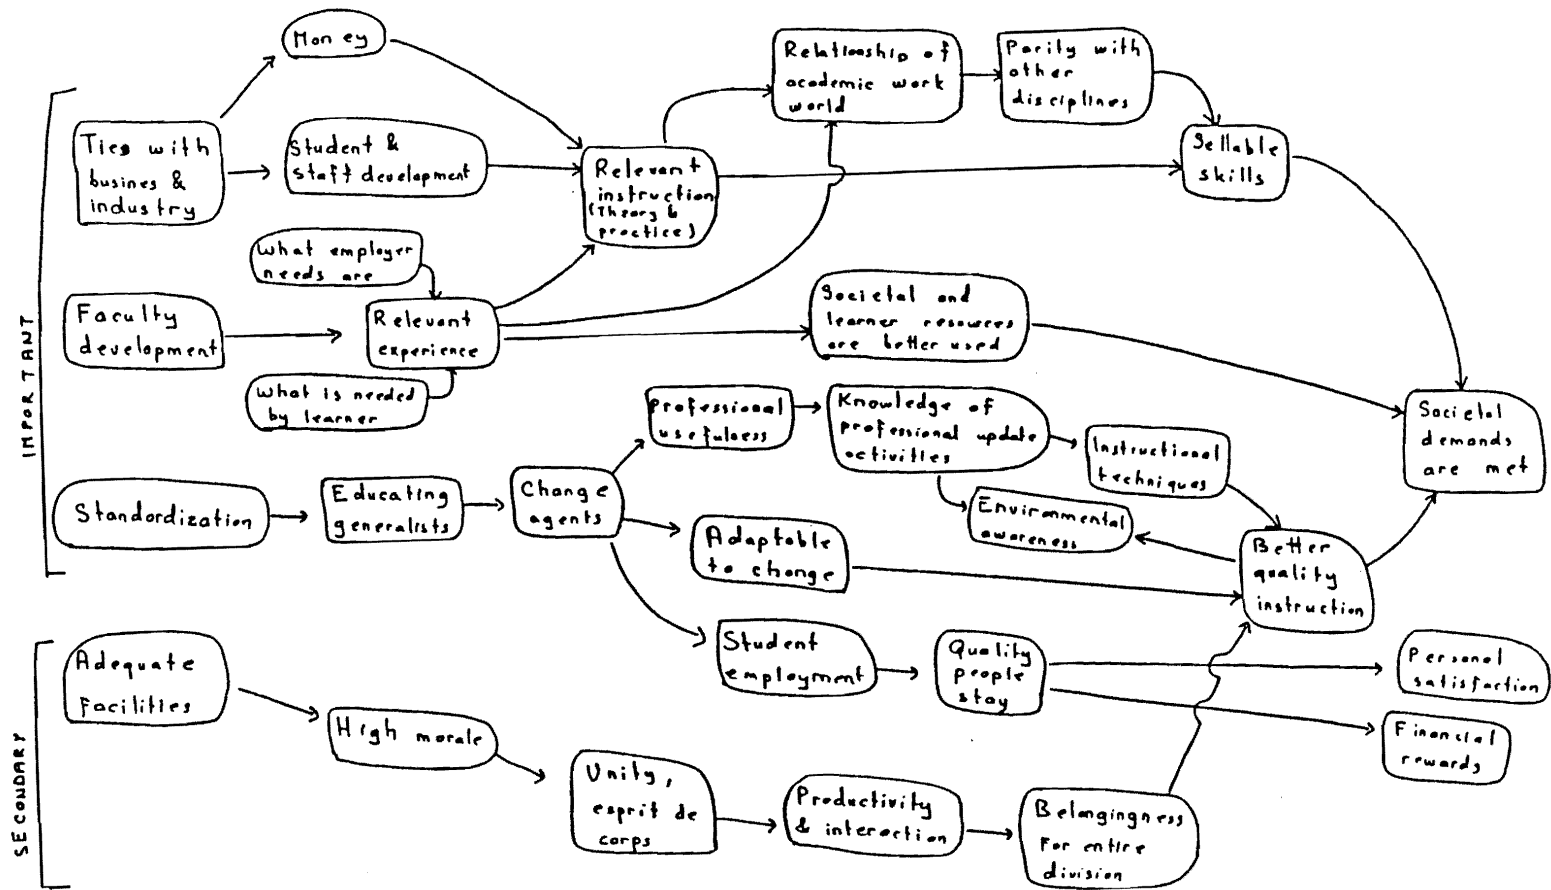 Money
Ties with
busines &
industry
Student &
staff development
Relevant
instruction
(Theory &
practice)
Relationship of
academic work
world
Parity with
other
disciplines
Sellable
skills
IMPORTANT
What employer
needs are
Faculty
development
Relevant
experience
What is needed
by learner
Societal and
learner resources
are better used
Societal
demands
are met
Standardization
Educating
generalists
Change
agents
professional
usefulness
Knowledge of
professional update
activities
Instructional
techniques
Environmental
awareness
Adaptable
to change
Better
quality
instruction
Student
employment
Quality
people
stay
Personal
satisfaction
Financial
rewards
SECONDARY
Adequate
Facilities
High morale
Unity,
esprit de
corps
Productivity
& interaction
Belongingness
For entire
division